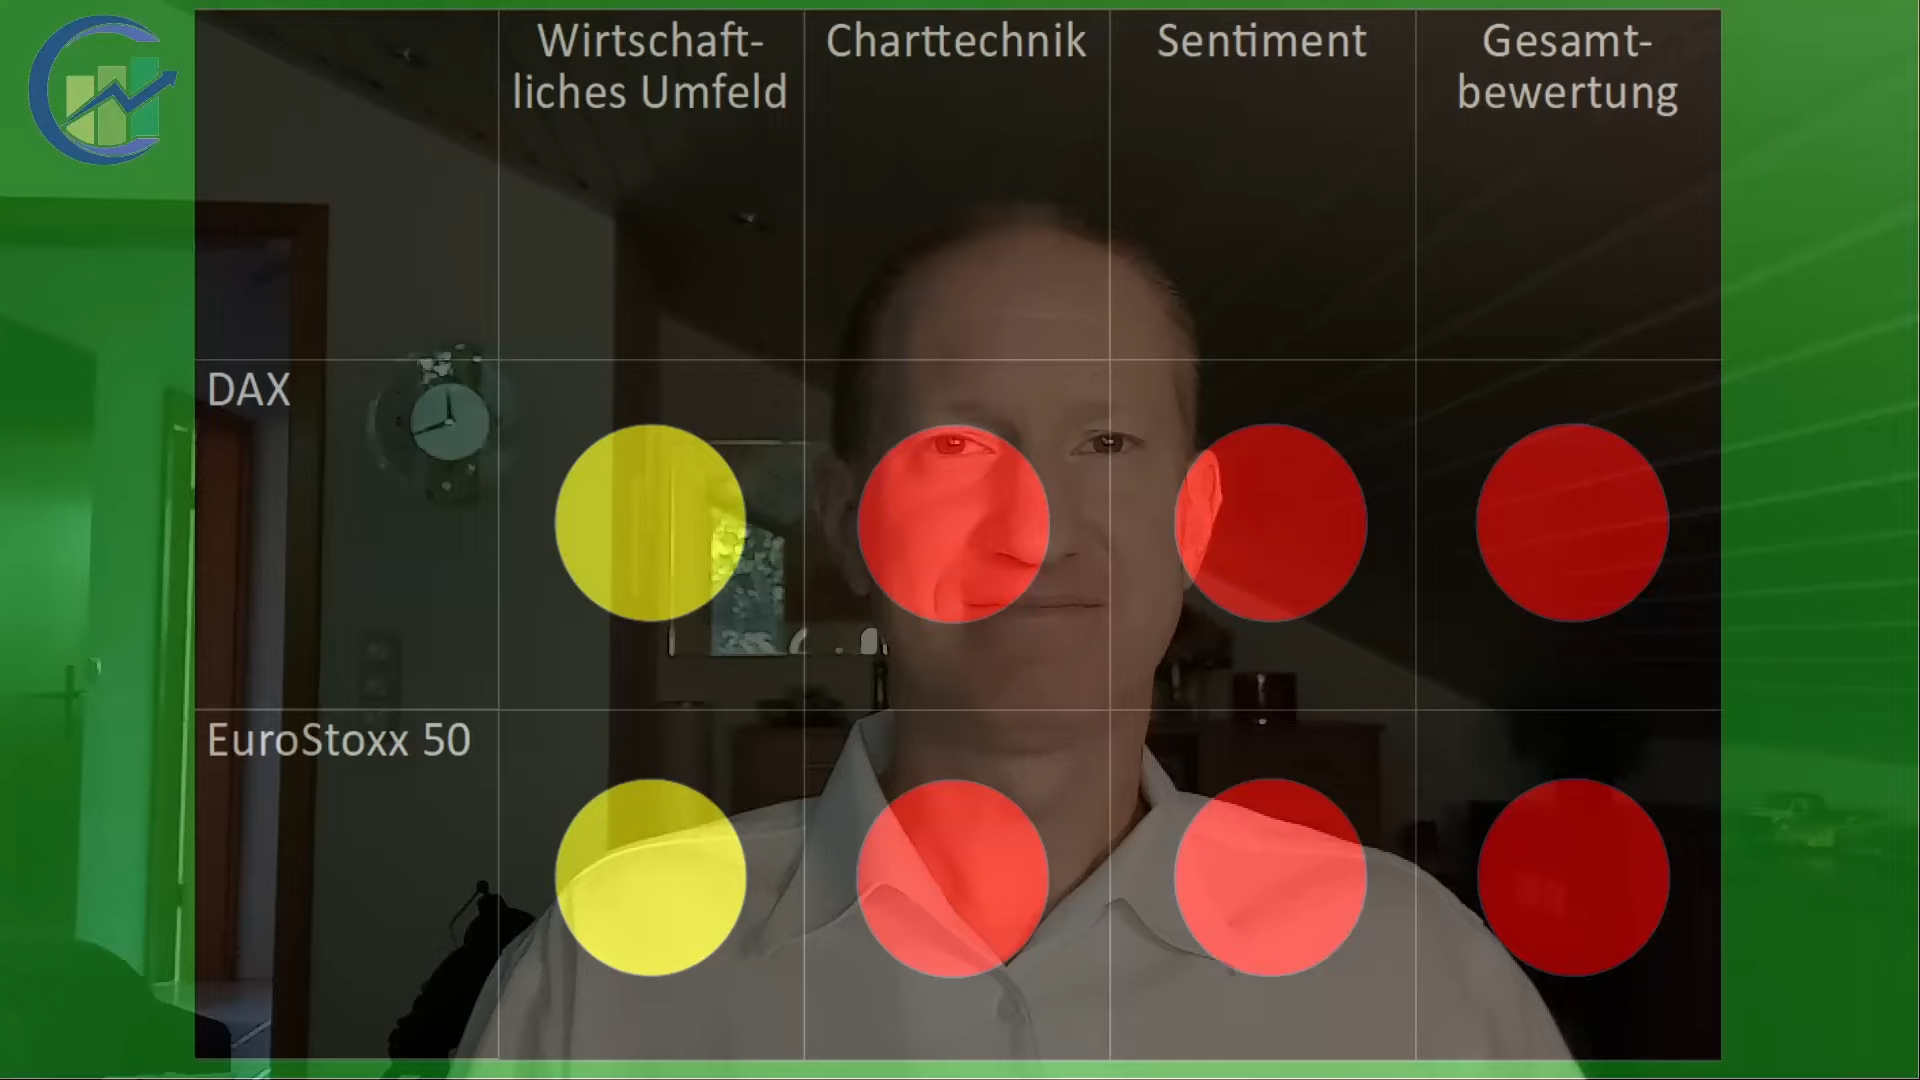 Wirtschaft-
liches Umfeld
Charttechnik
Sentiment
Gesamt-
bewertung
DAX
EuroStoxx 50